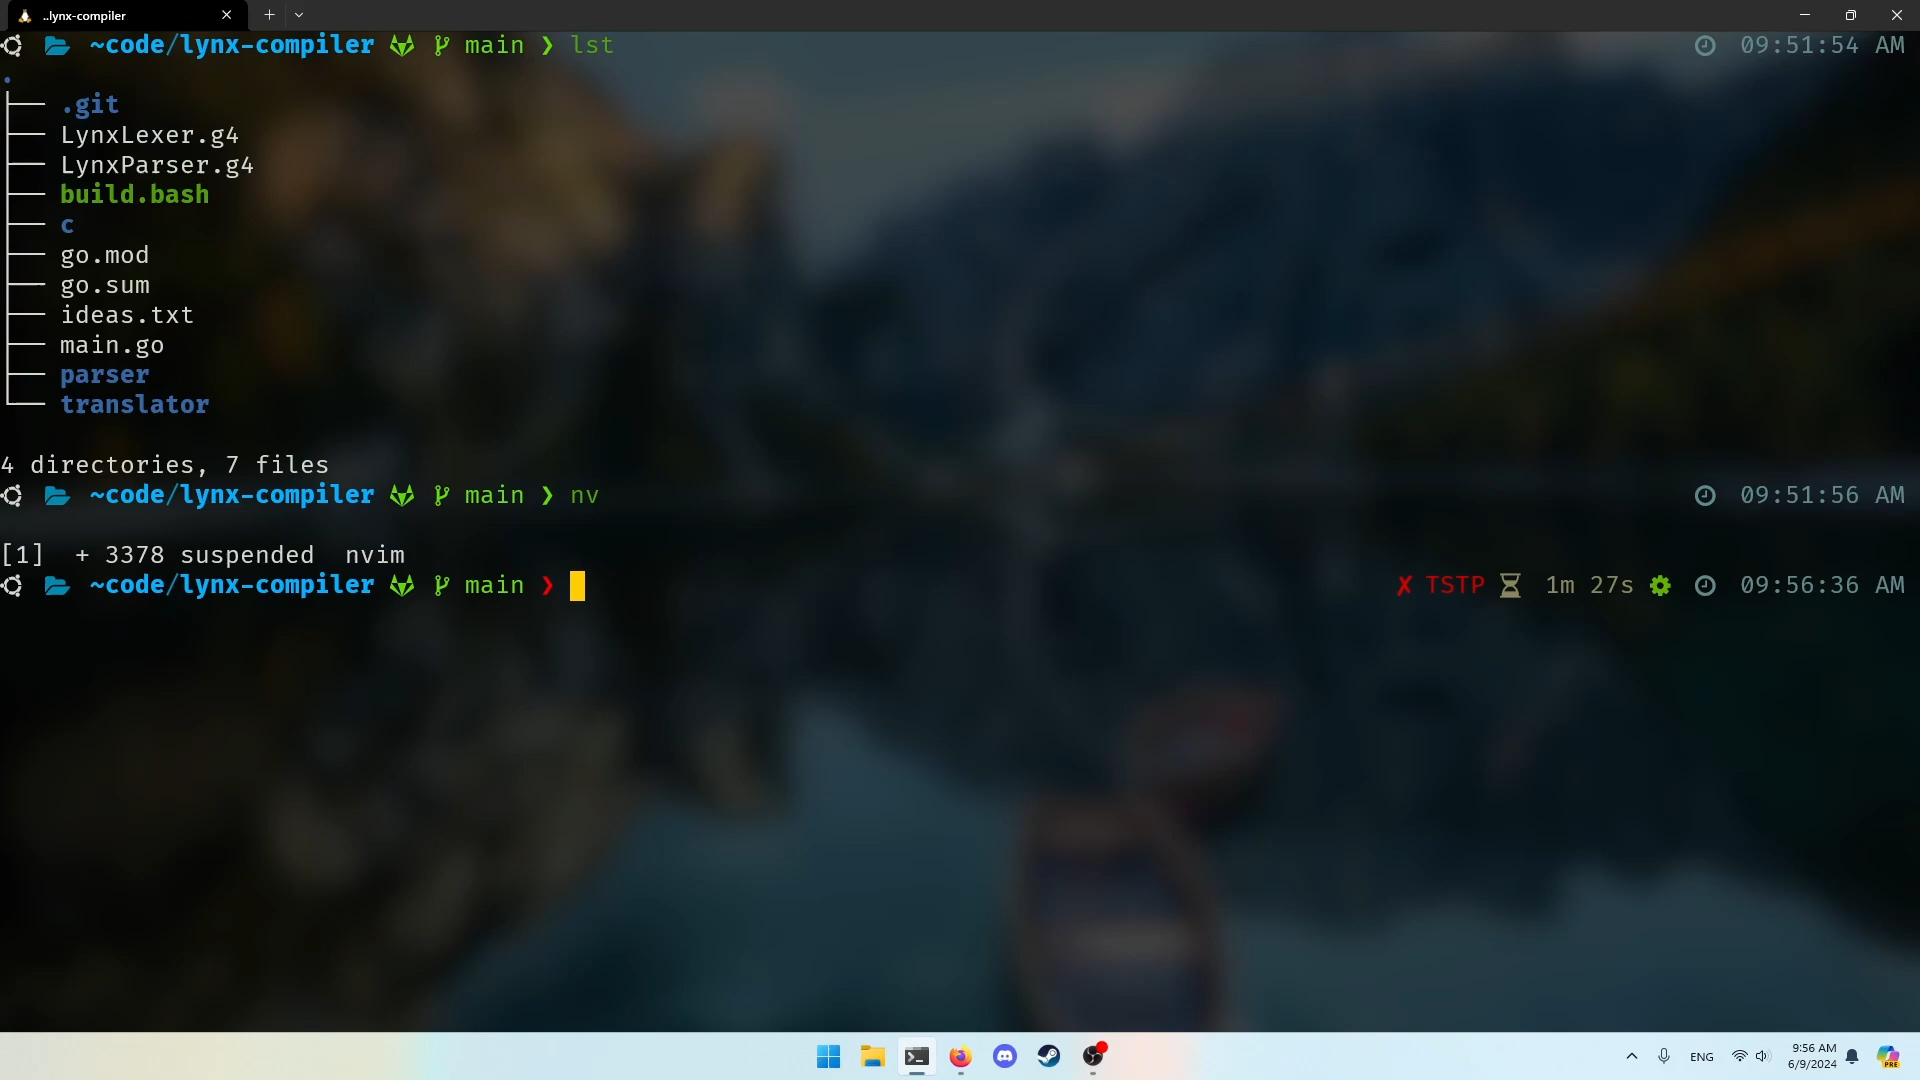 ..lynx-compiler
~code/lynx-compiler main ❯ lst 09:51:54 AM
.
├── .git
├── LynxLexer.g4
├── LynxParser.g4
├── build.bash
├── c
├── go.mod
├── go.sum
├── ideas.txt
├── main.go
├── parser
└── translator
4 directories, 7 files
~code/lynx-compiler main ❯ nv 09:51:56 AM
[1]  + 3378 suspended  nvim
~code/lynx-compiler main ❯ ✗ TSTP 1m 27s 09:56:36 AM
ENG
9:56 AM
6/9/2024
PRE